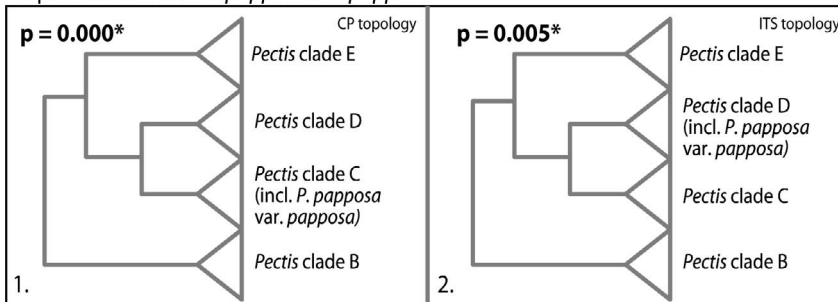 CP topology
p = 0.000*
Pectis clade E
Pectis clade D
Pectis clade C
(incl. P. papposa
var. papposa)
Pectis clade B
1.
ITS topology
p = 0.005*
Pectis clade E
Pectis clade D
(incl. P. papposa
var. papposa)
Pectis clade C
Pectis clade B
2.